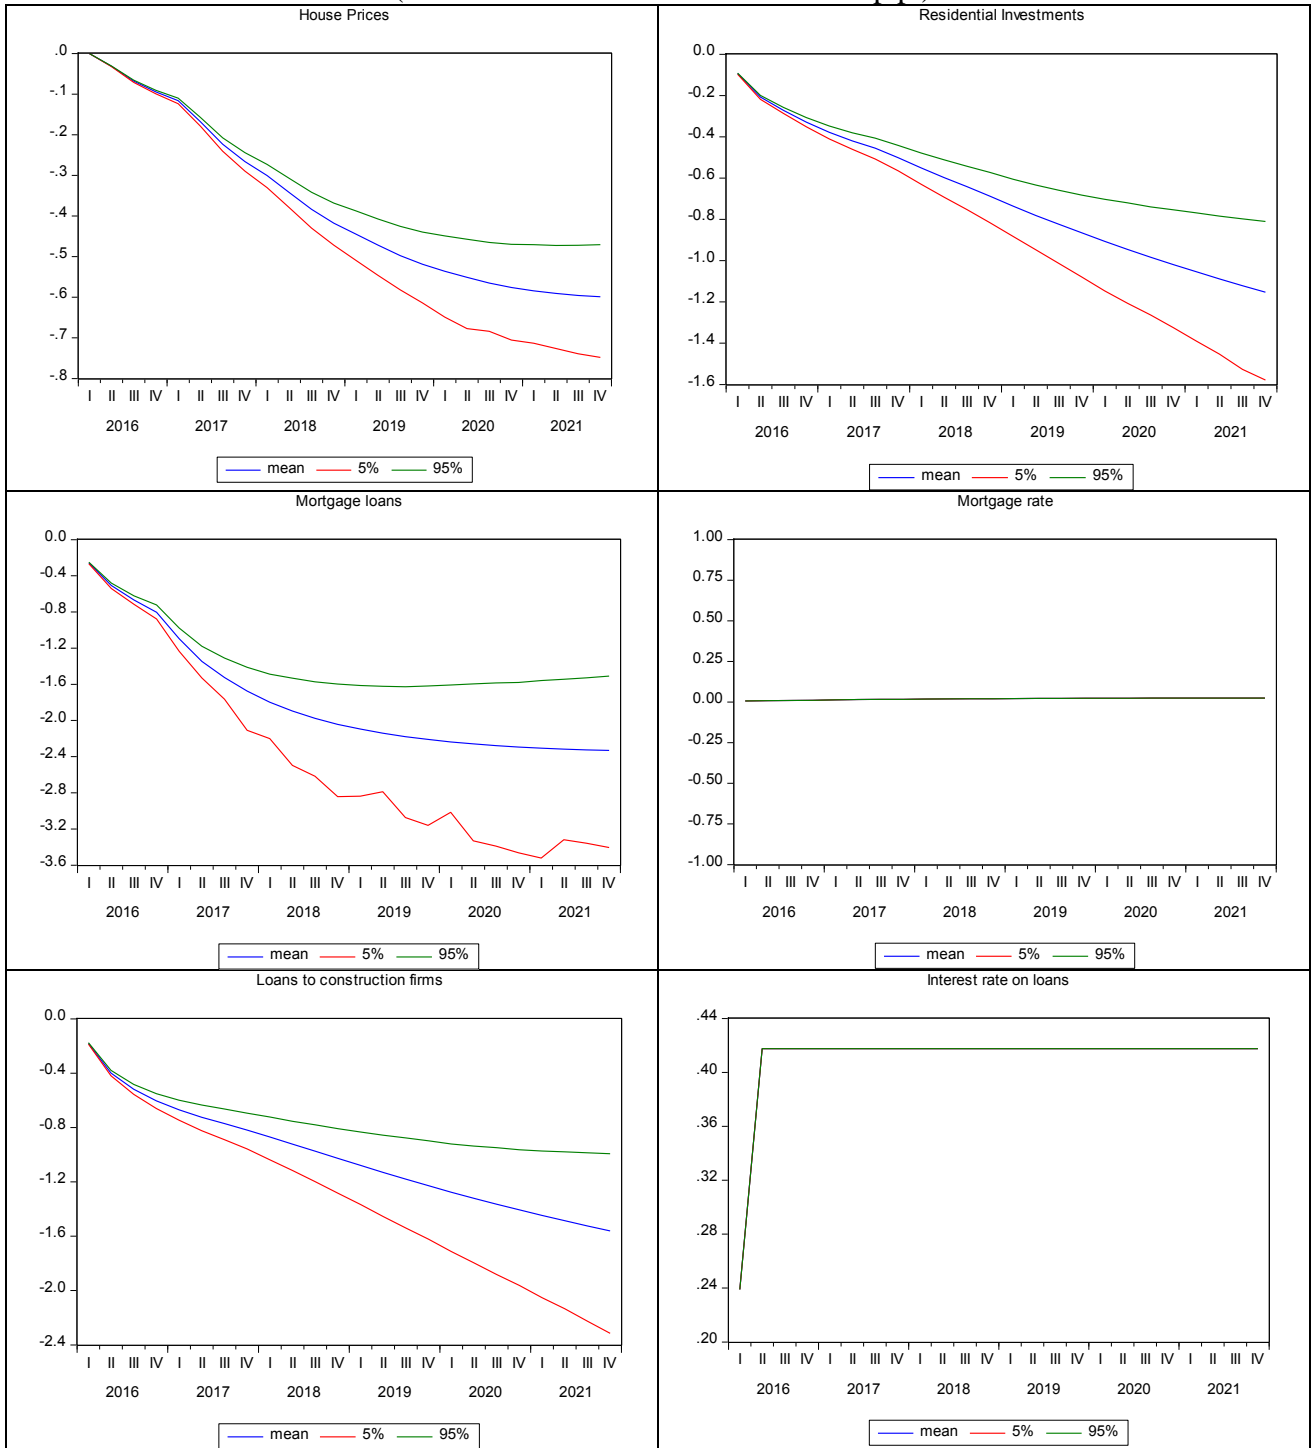 House Prices
.0
-.1
-.2
-.3
-.4
-.5
-.6
-.7
-.8
I II III IV I II III IV I II III IV I II III IV I II III IV I II III IV
2016 2017 2018 2019 2020 2021
mean 5% 95%
Residential Investments
0.0
-0.2
-0.4
-0.6
-0.8
-1.0
-1.2
-1.4
-1.6
I II III IV I II III IV I II III IV I II III IV I II III IV I II III IV
2016 2017 2018 2019 2020 2021
mean 5% 95%
Mortgage loans
0.0
-0.4
-0.8
-1.2
-1.6
-2.0
-2.4
-2.8
-3.2
-3.6
I II III IV I II III IV I II III IV I II III IV I II III IV I II III IV
2016 2017 2018 2019 2020 2021
mean 5% 95%
Mortgage rate
1.00
0.75
0.50
0.25
0.00
-0.25
-0.50
-0.75
-1.00
I II III IV I II III IV I II III IV I II III IV I II III IV I II III IV
2016 2017 2018 2019 2020 2021
mean 5% 95%
Loans to construction firms
0.0
-0.4
-0.8
-1.2
-1.6
-2.0
-2.4
I II III IV I II III IV I II III IV I II III IV I II III IV I II III IV
2016 2017 2018 2019 2020 2021
mean 5% 95%
Interest rate on loans
.44
.40
.36
.32
.28
.24
.20
I II III IV I II III IV I II III IV I II III IV I II III IV I II III IV
2016 2017 2018 2019 2020 2021
mean 5% 95%